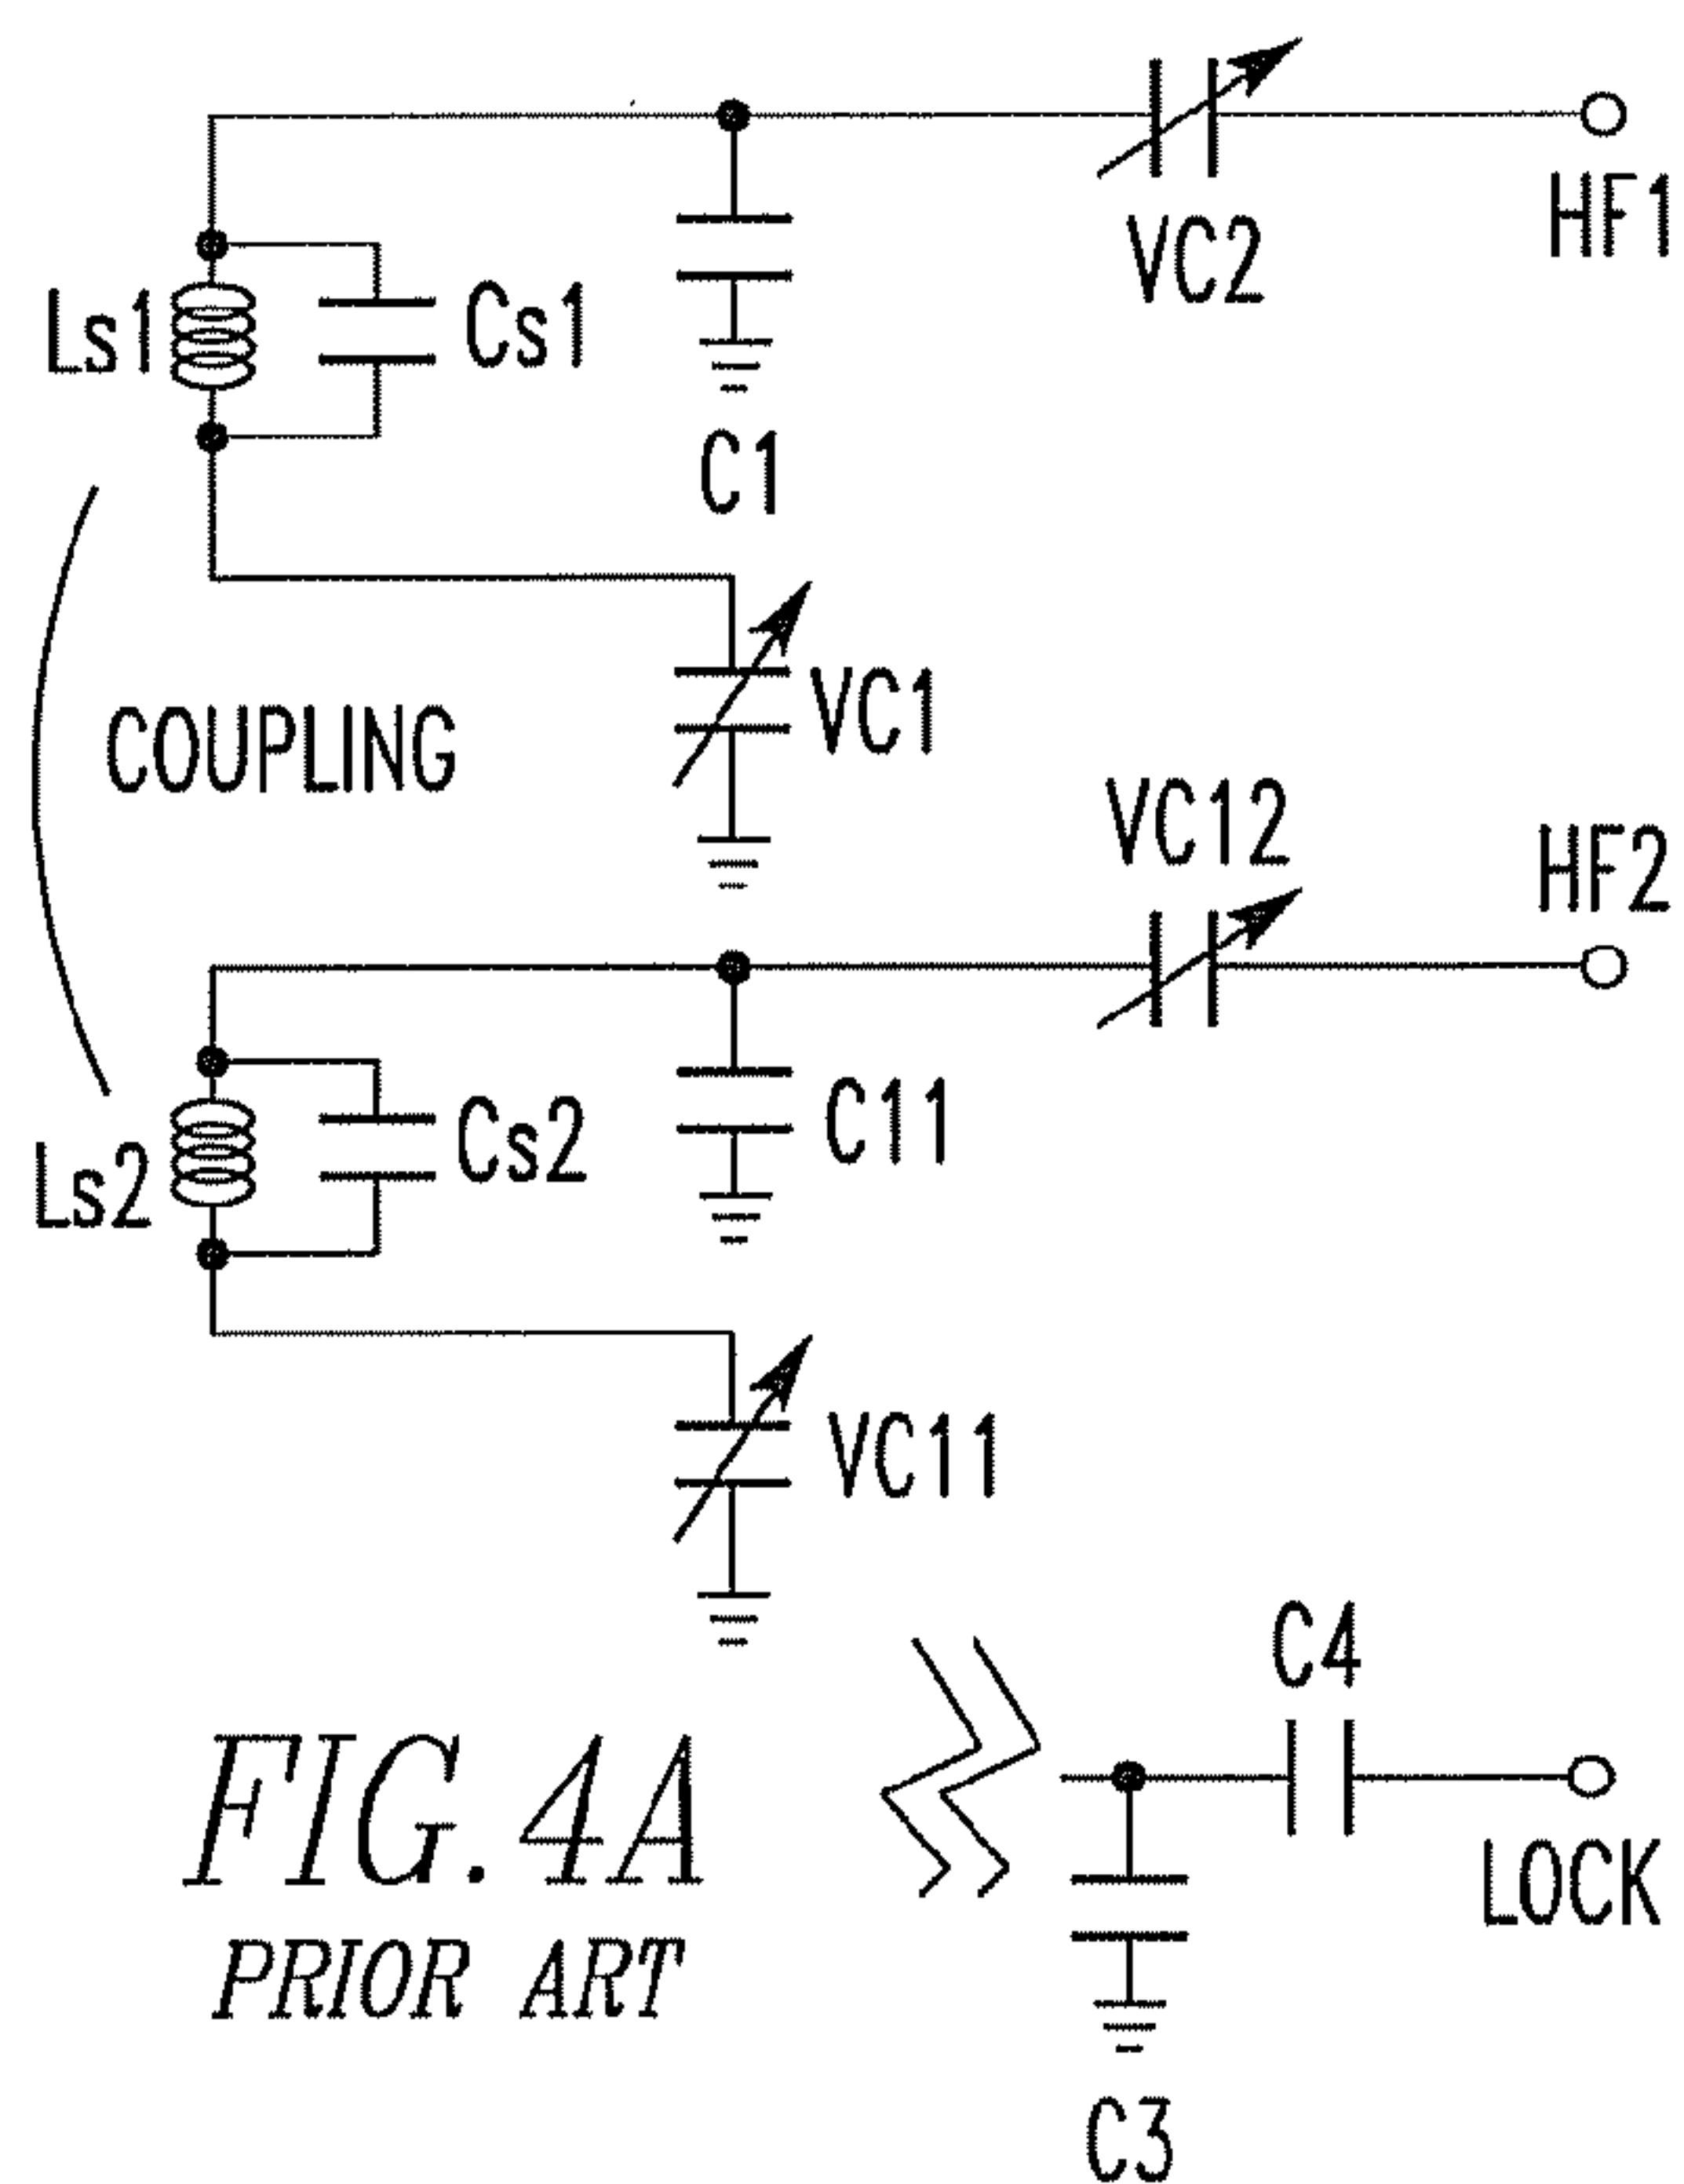 HF1
VC2
Ls1
Cs1
C1
VC1
COUPLING
VC12
HF2
C11
Cs2
Ls2
VC11
C4
FIG.4A
LOCK
PRIOR ART
C3